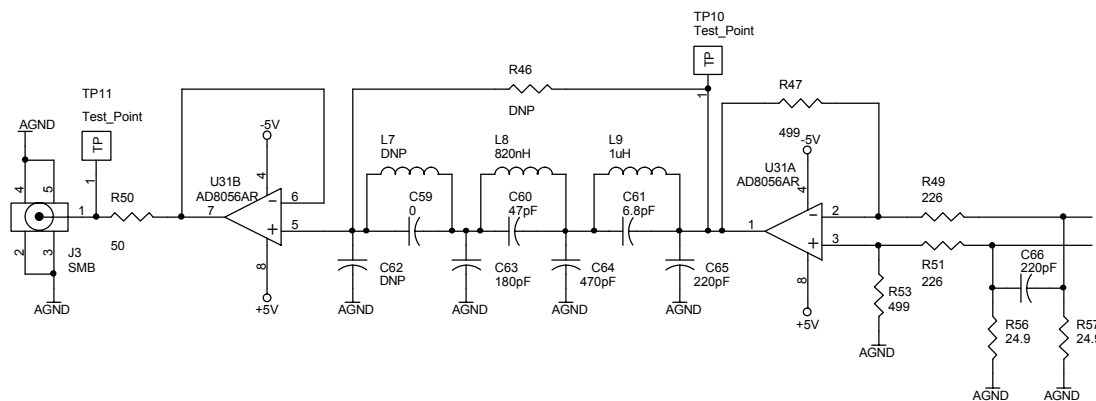 TP10
Test_Point
TP
1
R46
DNP
R47
499
TP11
Test_Point
TP
1
AGND
4
5
1
2
3
J3
SMB
AGND
R50
50
-5V
4
U31B
AD8056AR
7
6
5
8
+5V
L7
DNP
C59
0
L8
820nH
C60
47pF
L9
1uH
C61
6.8pF
C62
DNP
AGND
C63
180pF
AGND
C64
470pF
AGND
C65
220pF
AGND
-5V
4
U31A
AD8056AR
1
2
3
8
+5V
R49
226
R51
226
R53
499
AGND
C66
220pF
R56
24.9
AGND
R57
24.9
AGND